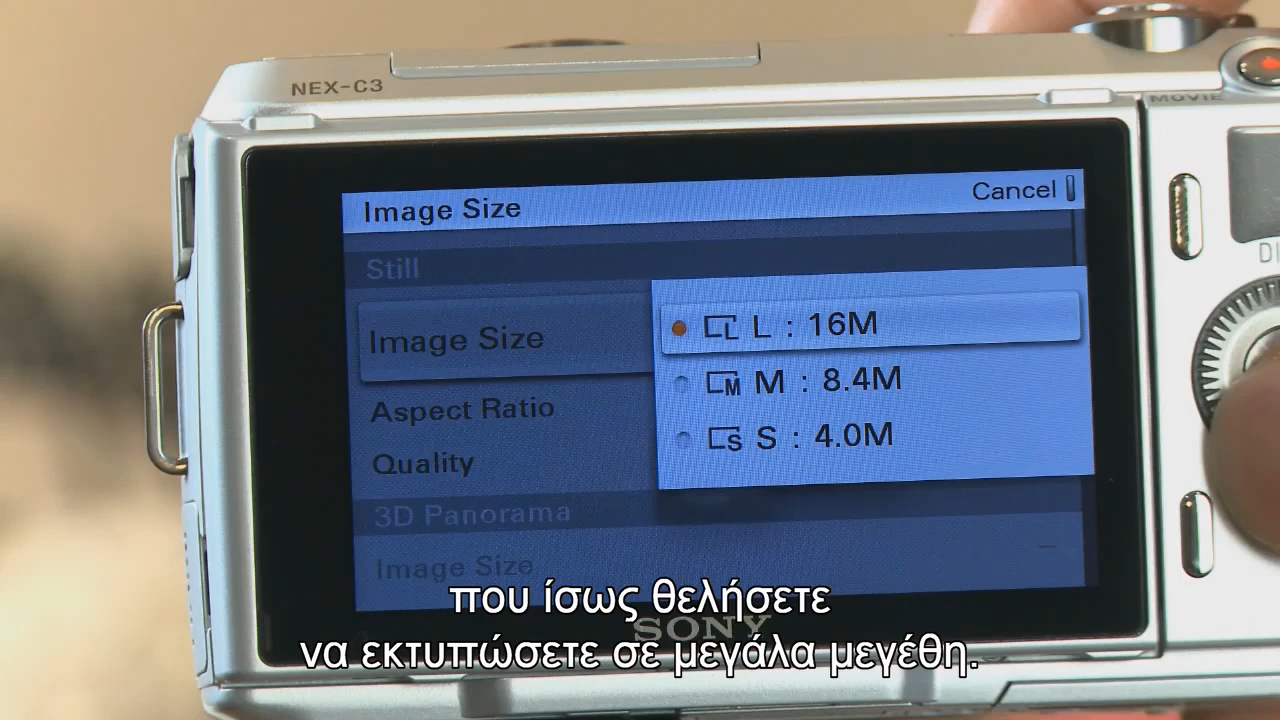 NEX-C3
MOVIE
Image Size
Cancel
Still
Image Size
L L : 16M
Aspect Ratio
M M : 8.4M
Quality
S S : 4.0M
3D Panorama
Image Size
που ίσως θελήσετε
SONY
να εκτυπώσετε σε μεγάλα μεγέθη.